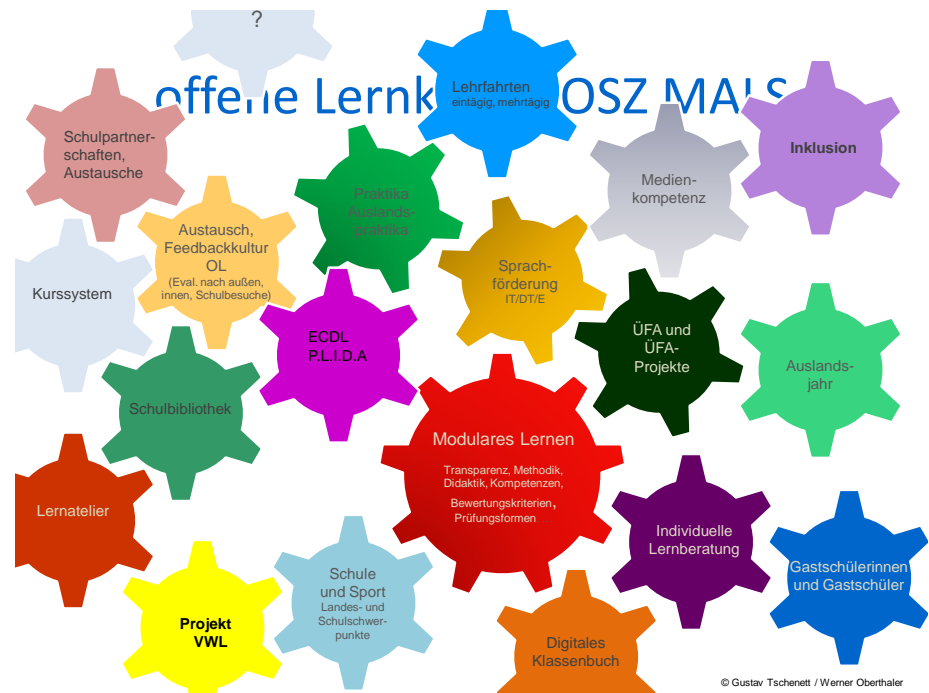 ?
offene Lernk
OSZ MALS
Lehrfahrten
eintägig, mehrtägig
Schulpartner-
schaften,
Austausche
Inklusion
Medien-
kompetenz
Praktika
Auslands-
praktika
Austausch,
Feedbackkultur
OL
(Eval. nach außen,
innen, Schulbesuche)
Sprach-
förderung
IT/DT/E
Kurssystem
ECDL
P.L.I.D.A
ÜFA und
ÜFA-
Projekte
Auslands-
jahr
Schulbibliothek
Modulares Lernen
Transparenz, Methodik,
Didaktik, Kompetenzen,
Bewertungskriterien,
Prüfungsformen
Lernatelier
Individuelle
Lernberatung
Gastschülerinnen
und Gastschüler
Schule
und Sport
Landes- und
Schulschwer-
punkte
Projekt
VWL
Digitales
Klassenbuch
© Gustav Tschenett / Werner Oberthaler